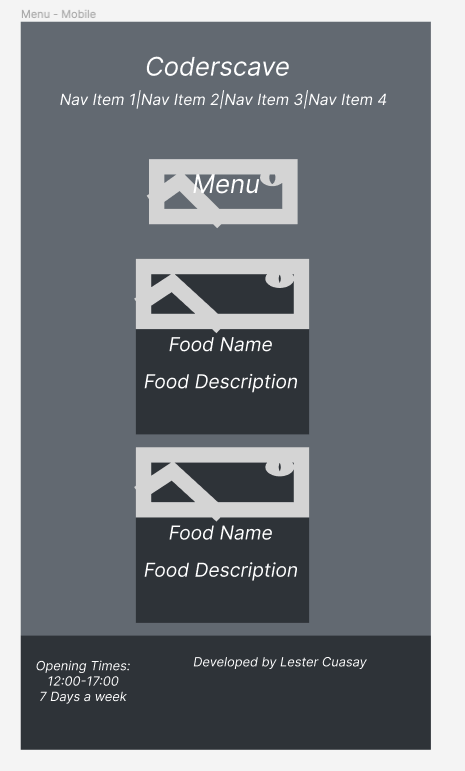 Menu - Mobile
Coderscave
Nav Item 1|Nav Item 2|Nav Item 3|Nav Item 4
Menu
Food Name
Food Description
Food Name
Food Description
Opening Times:
12:00-17:00
7 Days a week
Developed by Lester Cuasay